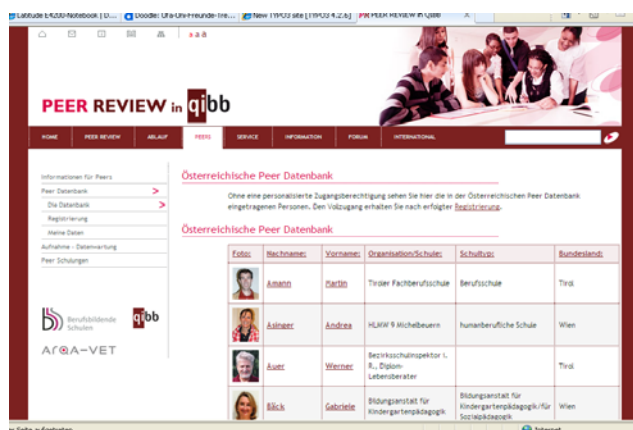 Latitude E4200-Notebook | D...
Doodle: Ufa-Uni-Freunde-Tre...
New TYPO3 site [TYPO3 4.2.6]
PEER REVIEW in Qibb
a a a
PEER REVIEW in qibb
HOME PEER REVIEW ABLAUF PEERS SERVICE INFORMATION FORUM INTERNATIONAL
Informationen für Peers
Peer Datenbank >
Die Datenbank >
Registrierung
Meine Daten
Aufnahme - Datenwartung
Peer Schulungen
Berufsbildende
Schulen
qibb
ARQA-VET
Österreichische Peer Datenbank
Ohne eine personalisierte Zugangsberechtigung sehen Sie hier die in der Österreichischen Peer Datenbank
eingetragenen Personen. Den Vollzugang erhalten Sie nach erfolgter Registrierung.
Österreichische Peer Datenbank
Foto: Nachname: Vorname: Organisation/Schule: Schultyp: Bundesland:
Amann Martin Tiroler Fachberufsschule Berufsschule Tirol
Asinger Andrea HLMW 9 Michelbeuern humanberufliche Schule Wien
Auer Werner Bezirksschulinspektor i.
R., Diplom-
Lebensberater Tirol
Bäck Gabriele Bildungsanstalt für
Kindergartenpädagogik Bildungsanstalt für
Kindergartenpädagogik/für
Sozialpädagogik Wien
Internet